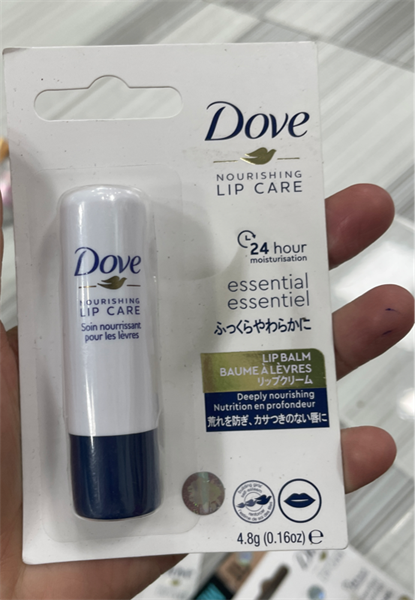 Dove
NOURISHING
LIP CARE
24 hour
moisturisation
essential
essentiel
ふっくらやわらかに
LIP BALM
BAUME À LÈVRES
リップクリーム
Deeply nourishing
Nutrition en profondeur
荒れを防ぎ、カサつきのない唇に
4.8g (0.16oz) e
Dove
NOURISHING
LIP CARE
Soin nourrissant
pour les lèvres